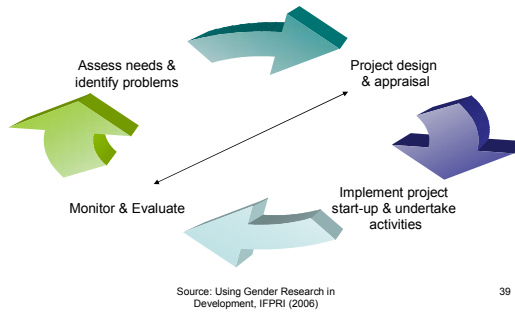 Assess needs &
identify problems
Project design
& appraisal
Implement project
start-up & undertake
activities
Monitor & Evaluate
Source: Using Gender Research in
Development, IFPRI (2006)
39